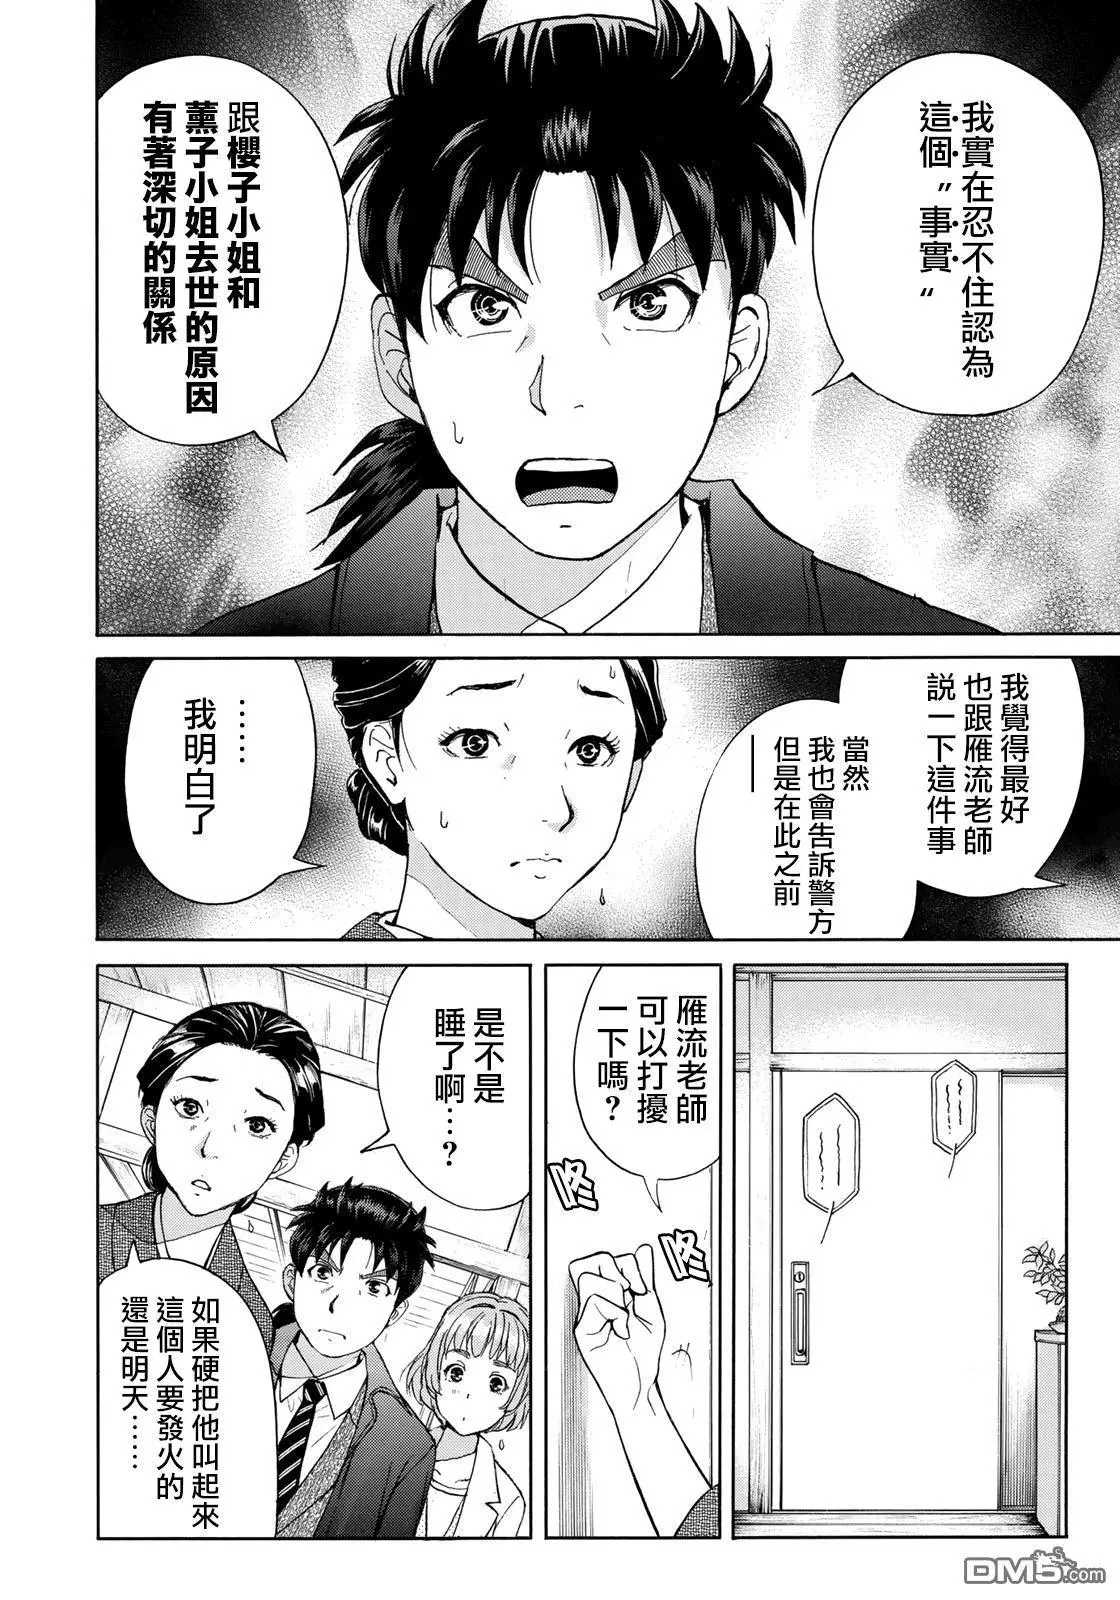 我實在忍不住認為
這個〝事實〞
跟櫻子小姐和
薰子小姐去世的原因
有著深切的關係
我覺得最好
也跟雁流老師
說一下這件事
當然
我也會告訴警方
但是在此之前
——
……
我明白了
雁流老師
可以打擾
一下嗎?
咚
咚
是不是
睡了啊…?
如果硬把他叫起來
這個人要發火的
還是明天……
DM5.com